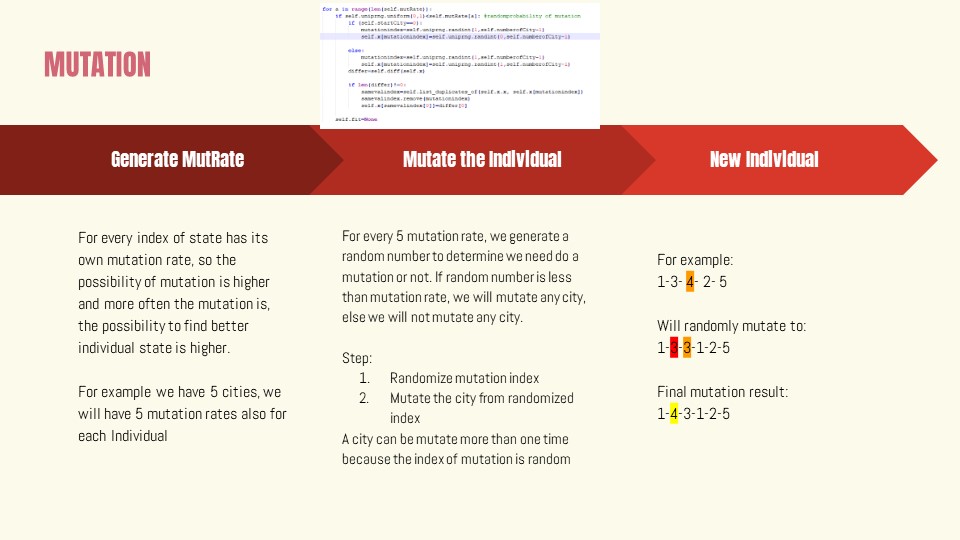 for a in range(len(self.mutRate)):
if self.uniprng.uniform(0,1)<self.mutRate[a]: #randomprobability of mutation
if (self.startCity==0):
mutationindex=self.uniprng.randint(1,self.numberofCity-1)
self.x[mutationindex]=self.uniprng.randint(0,self.numberofCity-1)
else:
mutationindex=self.uniprng.randint(1,self.numberofCity-1)
self.x[mutationindex]=self.uniprng.randint(1,self.numberofCity-1)
differ=self.diff(self.x)
if len(differ)!=0:
samevalindex=self.list_duplicates_of(self.x.x, self.x[mutationindex])
samevalindex.remove(mutationindex)
self.x[samevalindex[0]]=differ[0]
self.fit=None
MUTATION
Generate MutRate
Mutate the Individual
New Individual
For every index of state has its
own mutation rate, so the
possibility of mutation is higher
and more often the mutation is,
the possibility to find better
individual state is higher.
For example we have 5 cities, we
will have 5 mutation rates also for
each Individual
For every 5 mutation rate, we generate a
random number to determine we need do a
mutation or not. If random number is less
than mutation rate, we will mutate any city,
else we will not mutate any city.
Step:
1. Randomize mutation index
2. Mutate the city from randomized
index
A city can be mutate more than one time
because the index of mutation is random
For example:
1-3- 4- 2- 5
Will randomly mutate to:
1-3-3-1-2-5
Final mutation result:
1-4-3-1-2-5